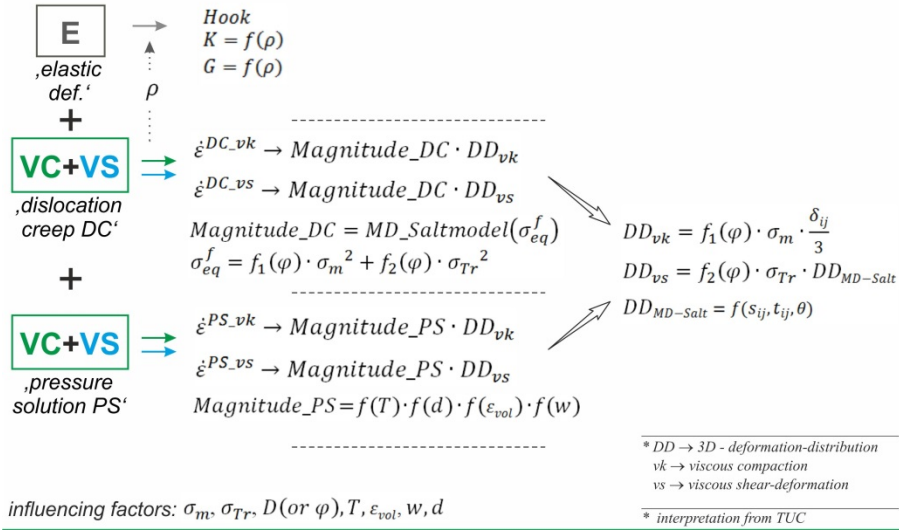 E
Hook
K = f(ρ)
G = f(ρ)
‚elastic
def.‘
ρ
+
VC+VS
‚dislocation
creep DC‘
ε̇^{DC_vk} → Magnitude_DC · DD_{vk}
ε̇^{DC_vs} → Magnitude_DC · DD_{vs}
Magnitude_DC = MD_Saltmodel(σ_{eq}^{f})
σ_{eq}^{f} = f_1(φ) · σ_m^2 + f_2(φ) · σ_{Tr}^2
DD_{vk} = f_1(φ) · σ_m · δ_{ij}/3
DD_{vs} = f_2(φ) · σ_{Tr} · DD_{MD−Salt}
DD_{MD−Salt} = f(s_{ij}, t_{ij}, θ)
+
VC+VS
‚pressure
solution PS‘
ε̇^{PS_vk} → Magnitude_PS · DD_{vk}
ε̇^{PS_vs} → Magnitude_PS · DD_{vs}
Magnitude_PS=f(T)·f(d)·f(ε_{vol})·f(w)
* DD → 3D - deformation-distribution
vk → viscous compaction
vs → viscous shear-deformation
* interpretation from TUC
influencing factors: σ_m, σ_{Tr}, D(or φ), T, ε_{vol}, w, d